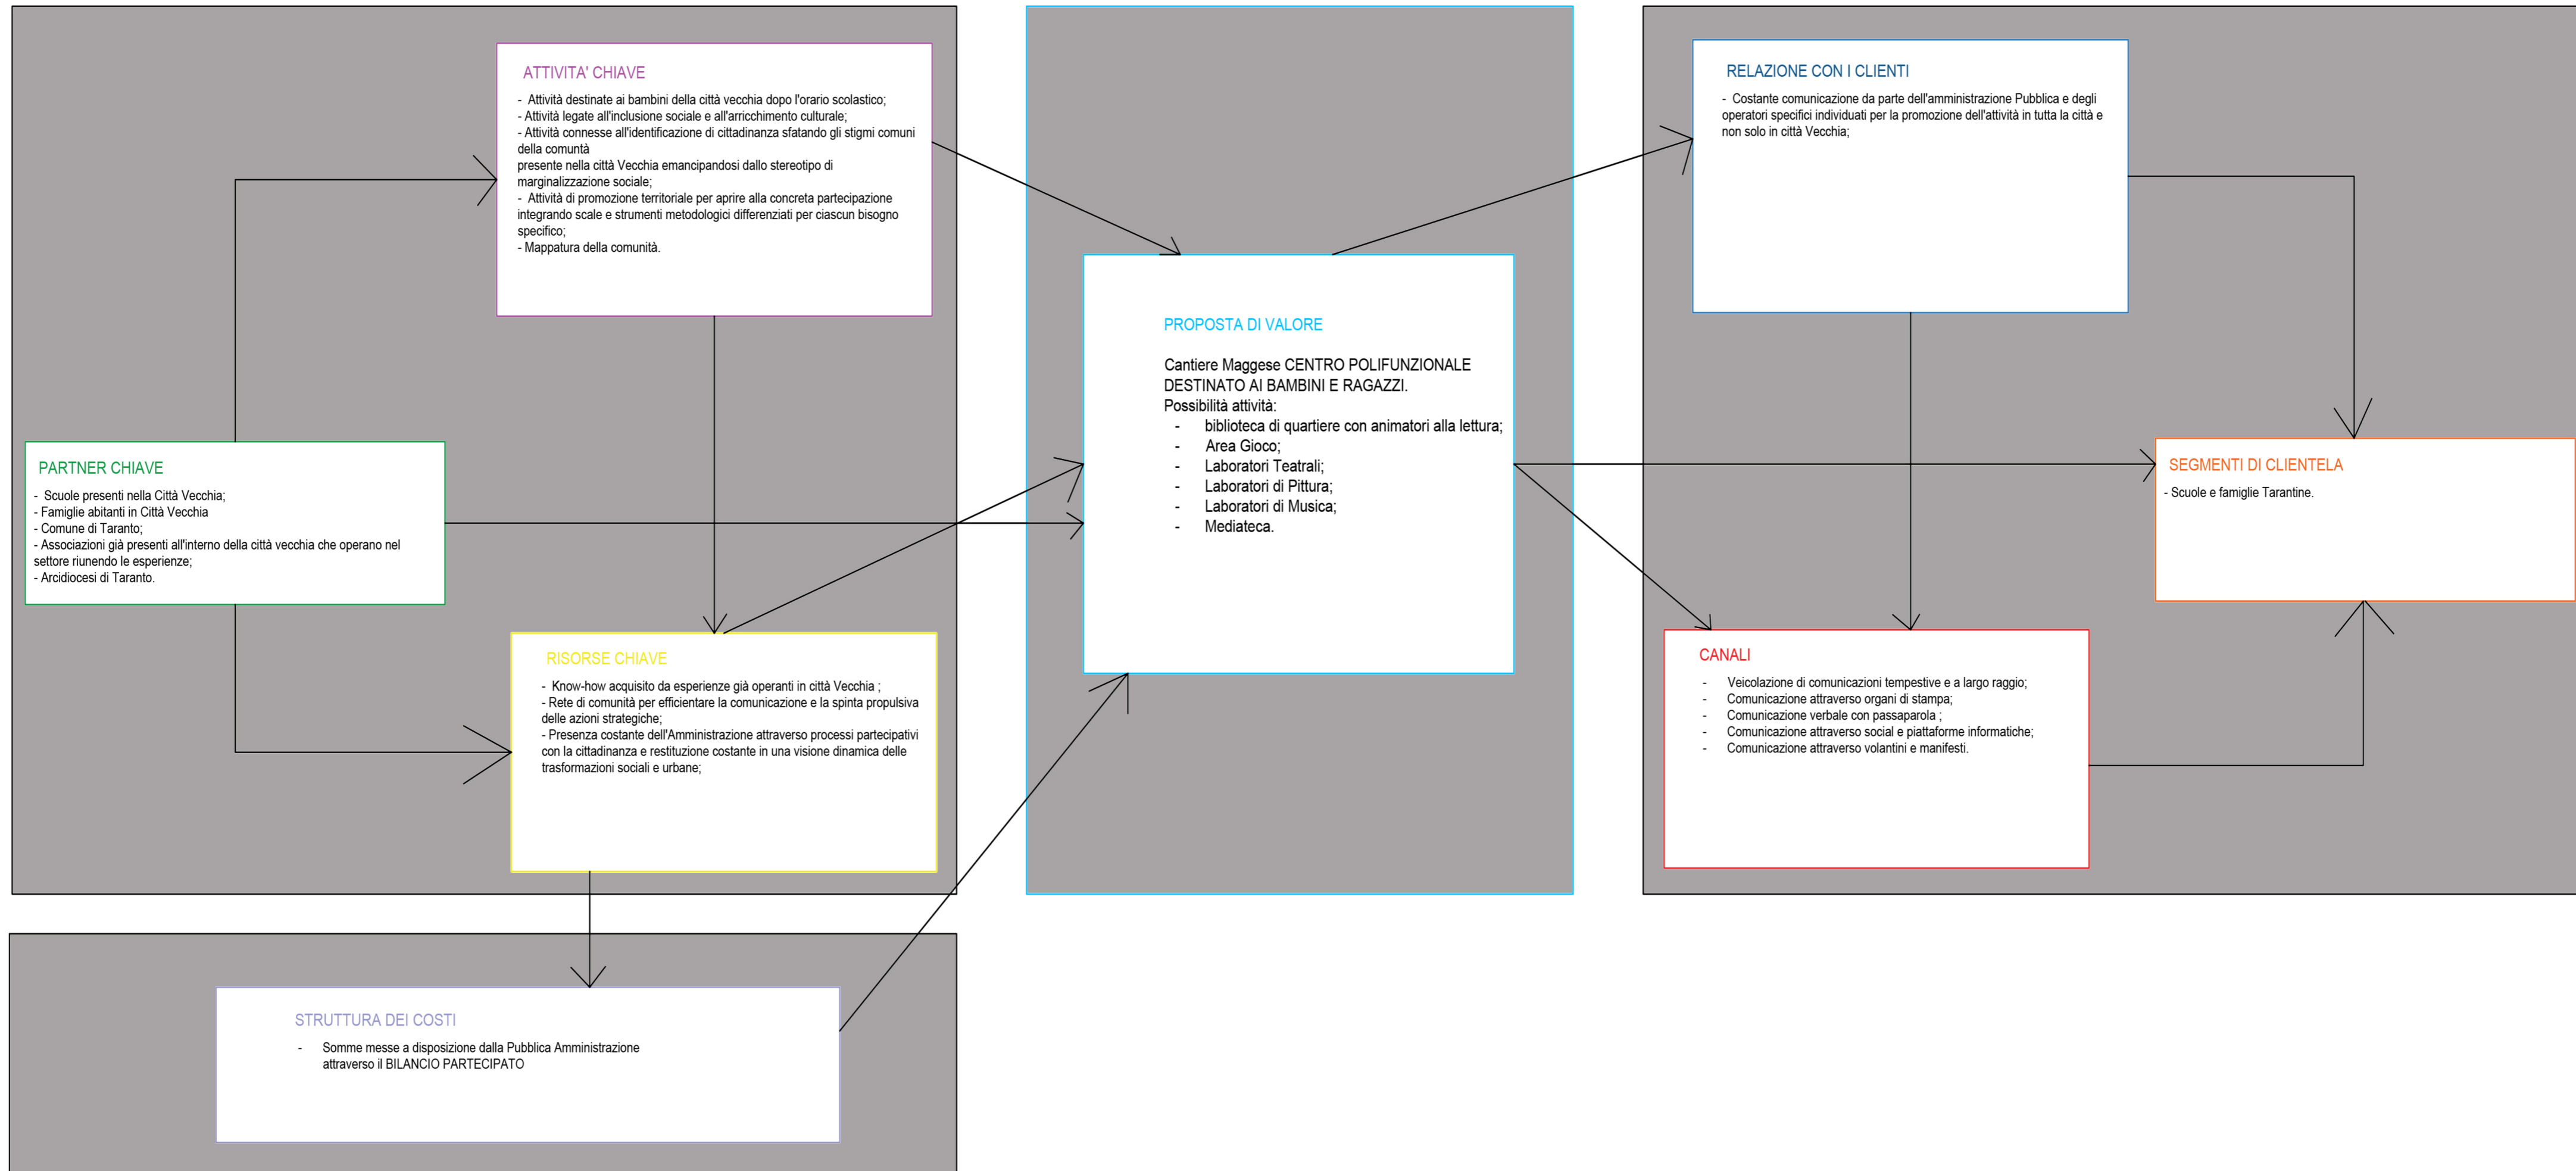 ATTIVITA' CHIAVE
- Attività destinate ai bambini della città vecchia dopo l'orario scolastico;
- Attività legate all'inclusione sociale e all'arricchimento culturale;
- Attività connesse all'identificazione di cittadinanza sfatando gli stigmi comuni
della comuntà
presente nella città Vecchia emancipandosi dallo stereotipo di
marginalizzazione sociale;
- Attività di promozione territoriale per aprire alla concreta partecipazione
integrando scale e strumenti metodologici differenziati per ciascun bisogno
specifico;
- Mappatura della comunità.
PARTNER CHIAVE
- Scuole presenti nella Città Vecchia;
- Famiglie abitanti in Città Vecchia
- Comune di Taranto;
- Associazioni già presenti all'interno della città vecchia che operano nel
settore riunendo le esperienze;
- Arcidiocesi di Taranto.
RISORSE CHIAVE
- Know-how acquisito da esperienze già operanti in città Vecchia ;
- Rete di comunità per efficientare la comunicazione e la spinta propulsiva
delle azioni strategiche;
- Presenza costante dell'Amministrazione attraverso processi partecipativi
con la cittadinanza e restituzione costante in una visione dinamica delle
trasformazioni sociali e urbane;
STRUTTURA DEI COSTI
- Somme messe a disposizione dalla Pubblica Amministrazione
attraverso il BILANCIO PARTECIPATO
PROPOSTA DI VALORE
Cantiere Maggese CENTRO POLIFUNZIONALE
DESTINATO AI BAMBINI E RAGAZZI.
Possibilità attività:
- biblioteca di quartiere con animatori alla lettura;
- Area Gioco;
- Laboratori Teatrali;
- Laboratori di Pittura;
- Laboratori di Musica;
- Mediateca.
RELAZIONE CON I CLIENTI
- Costante comunicazione da parte dell'amministrazione Pubblica e degli
operatori specifici individuati per la promozione dell'attività in tutta la città e
non solo in città Vecchia;
SEGMENTI DI CLIENTELA
- Scuole e famiglie Tarantine.
CANALI
- Veicolazione di comunicazioni tempestive e a largo raggio;
- Comunicazione attraverso organi di stampa;
- Comunicazione verbale con passaparola ;
- Comunicazione attraverso social e piattaforme informatiche;
- Comunicazione attraverso volantini e manifesti.